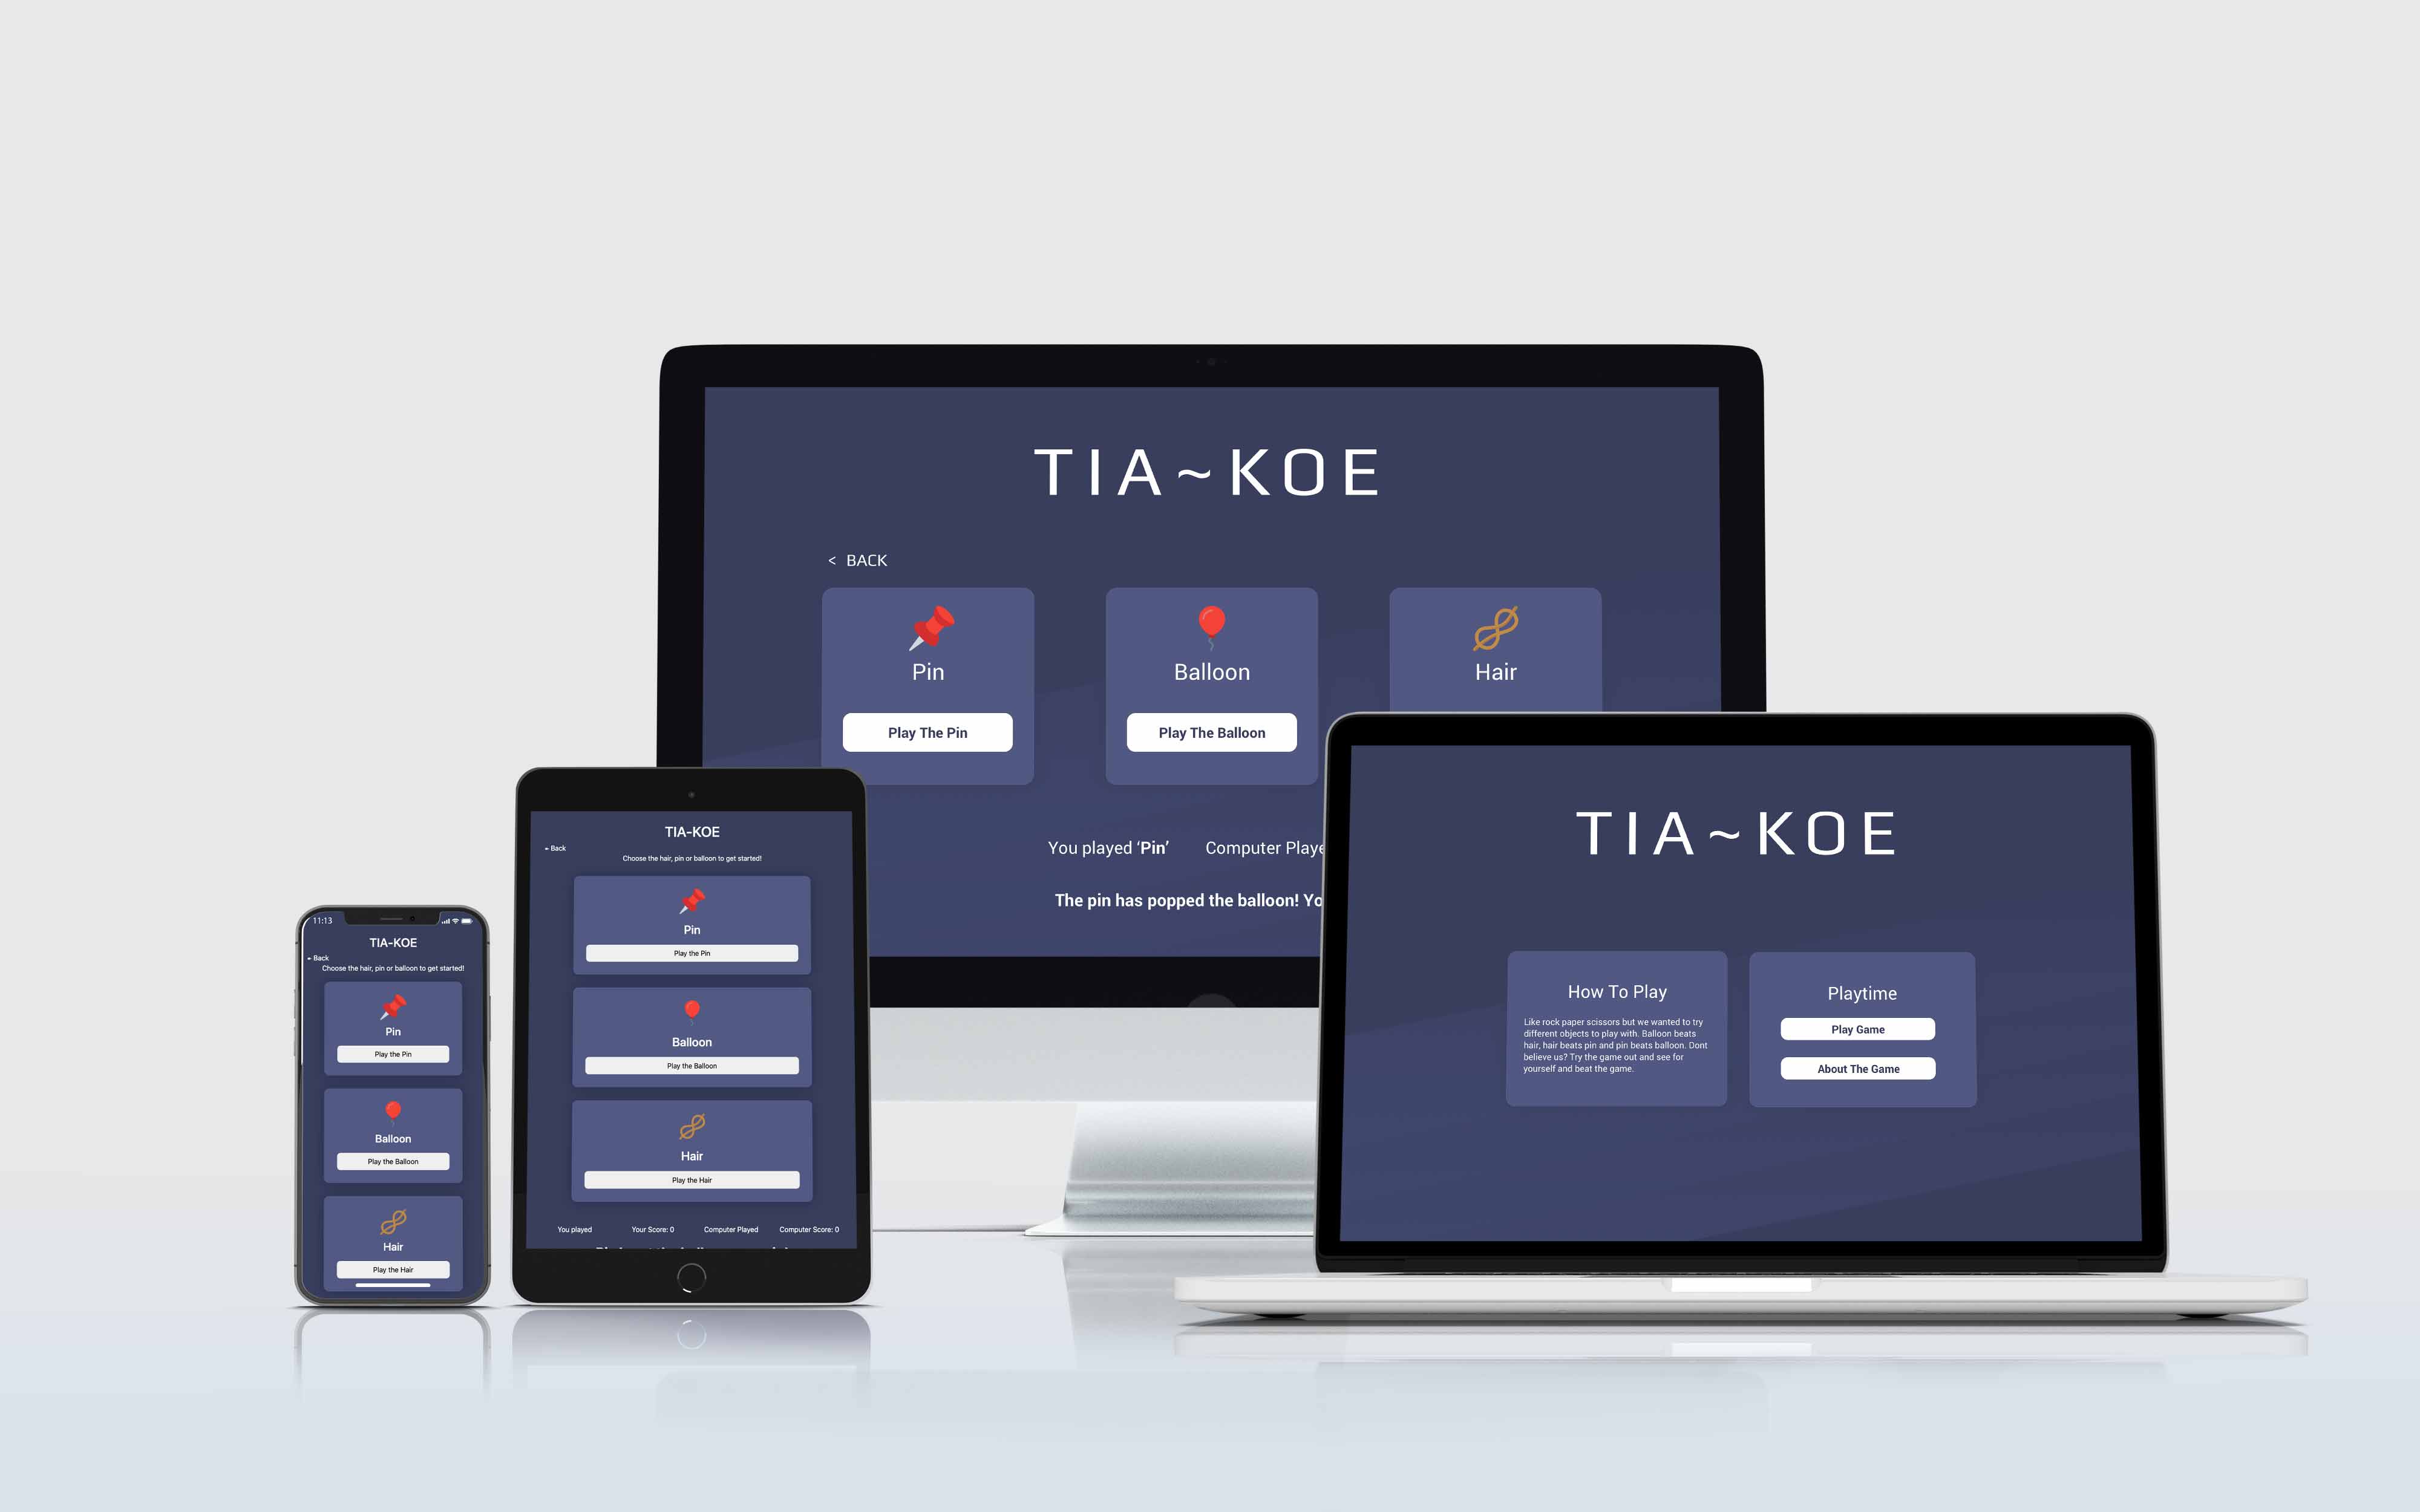 TIA~KOE
< BACK
Pin
Balloon
Hair
Play The Pin
Play The Balloon
You played ‘Pin’
Computer Playe
The pin has popped the balloon! Yo
TIA~KOE
How To Play
Like rock paper scissors but we wanted to try
different objects to play with. Balloon beats
hair, hair beats pin and pin beats balloon. Dont
believe us? Try the game out and see for
yourself and beat the game.
Playtime
Play Game
About The Game
TIA-KOE
Back
Choose the hair, pin or balloon to get started!
Pin
Play the Pin
Balloon
Play the Balloon
Hair
Play the Hair
You played
Your Score: 0
Computer Played
Computer Score: 0
11:13
TIA-KOE
Back
Choose the hair, pin or balloon to get started!
Pin
Play the Pin
Balloon
Play the Balloon
Hair
Play the Hair